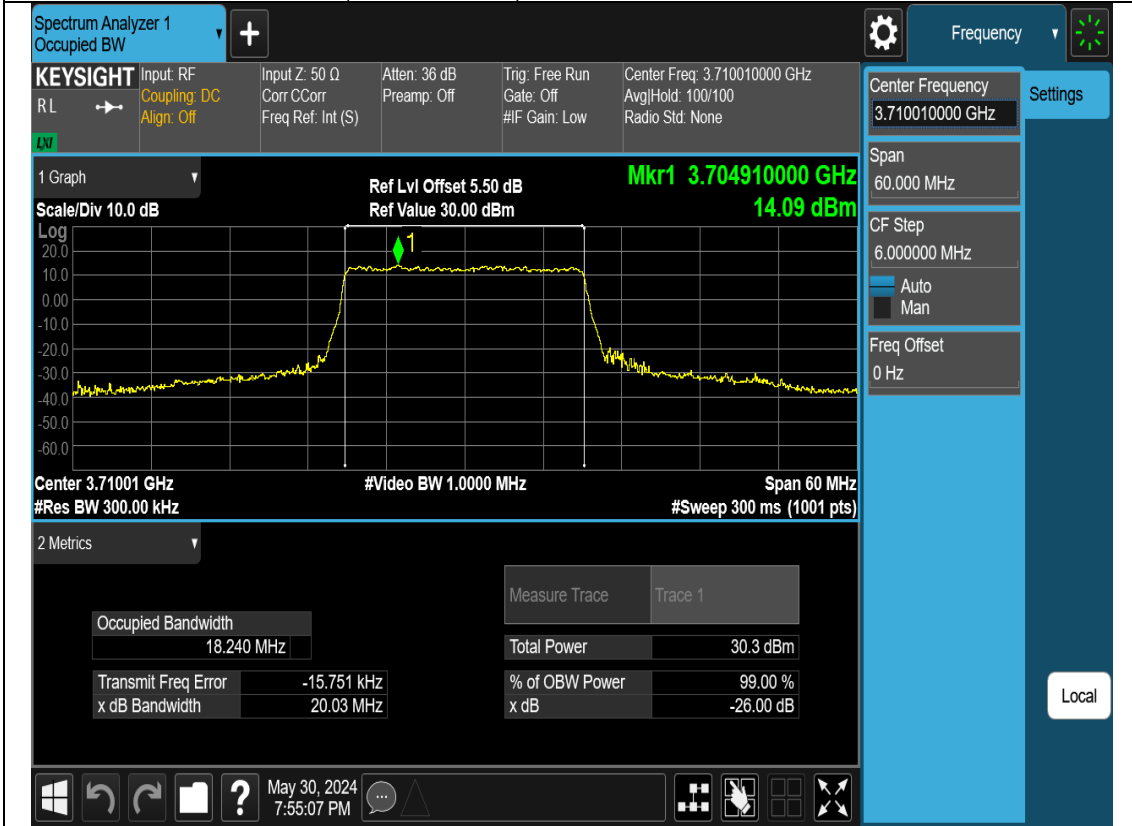 Spectrum Analyzer 1
Occupied BW
+
Frequency
KEYSIGHT
RL
LXI
Input: RF
Coupling: DC
Align: Off
Input Z: 50 Ω
Corr CCorr
Freq Ref: Int (S)
Atten: 36 dB
Preamp: Off
Trig: Free Run
Gate: Off
#IF Gain: Low
Center Freq: 3.710010000 GHz
Avg|Hold: 100/100
Radio Std: None
Center Frequency
3.710010000 GHz
Settings
Span
60.000 MHz
CF Step
6.000000 MHz
Auto
Man
Freq Offset
0 Hz
Local
1 Graph
Ref Lvl Offset 5.50 dB
Mkr1 3.704910000 GHz
Scale/Div 10.0 dB
Ref Value 30.00 dBm
14.09 dBm
Log
1
20.0
10.0
0.00
-10.0
-20.0
-30.0
-40.0
-50.0
-60.0
Center 3.71001 GHz
#Video BW 1.0000 MHz
Span 60 MHz
#Res BW 300.00 kHz
#Sweep 300 ms (1001 pts)
2 Metrics
Measure Trace
Trace 1
Occupied Bandwidth
18.240 MHz
Total Power
30.3 dBm
Transmit Freq Error
-15.751 kHz
% of OBW Power
99.00 %
x dB Bandwidth
20.03 MHz
x dB
-26.00 dB
?
May 30, 2024
7:55:07 PM